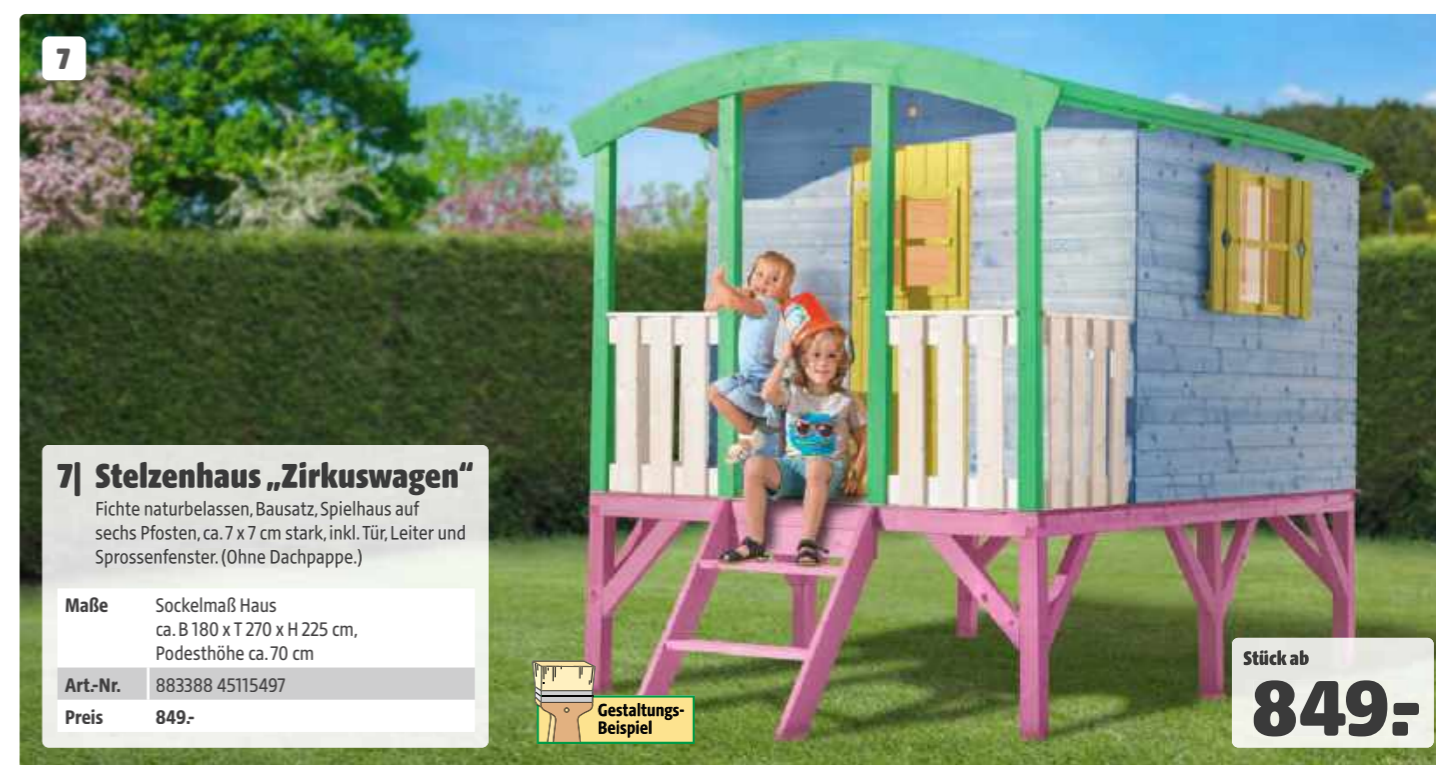 7
7| Stelzenhaus „Zirkuswagen“
Fichte naturbelassen, Bausatz, Spielhaus auf
sechs Pfosten, ca. 7 x 7 cm stark, inkl. Tür, Leiter und
Sprossenfenster. (Ohne Dachpappe.)
Maße Sockelmaß Haus
ca. B 180 x T 270 x H 225 cm,
Podesthöhe ca. 70 cm
Art.-Nr. 883388 45115497
Preis 849.-
Gestaltungs-
Beispiel
Stück ab
849.-